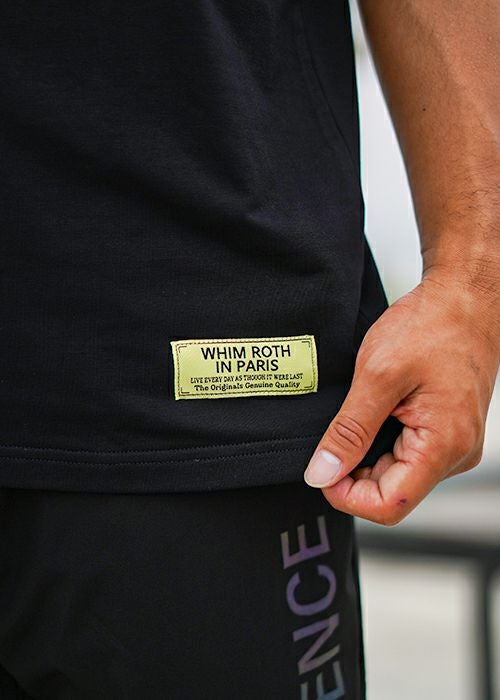 WHIM ROTH
IN PARIS
LIVE EVERY DAY AS THOUGH IT WERE LAST
The Originals Genuine Quality
ENCE